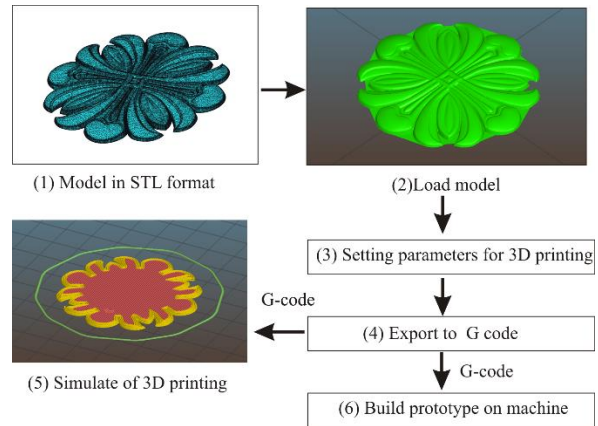 (1) Model in STL format
(2)Load model
(3) Setting parameters for 3D printing
G-code
(4) Export to G code
(5) Simulate of 3D printing
G-code
(6) Build prototype on machine